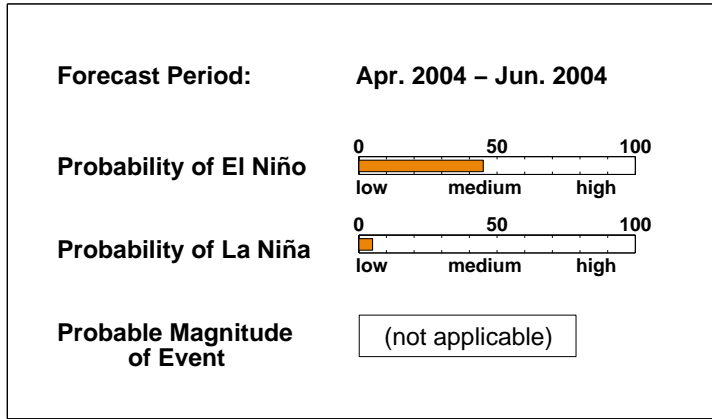 Forecast Period: Apr. 2004 – Jun. 2004
0 50 100
Probability of El Niño
low medium high
0 50 100
Probability of La Niña
low medium high
Probable Magnitude
of Event
(not applicable)